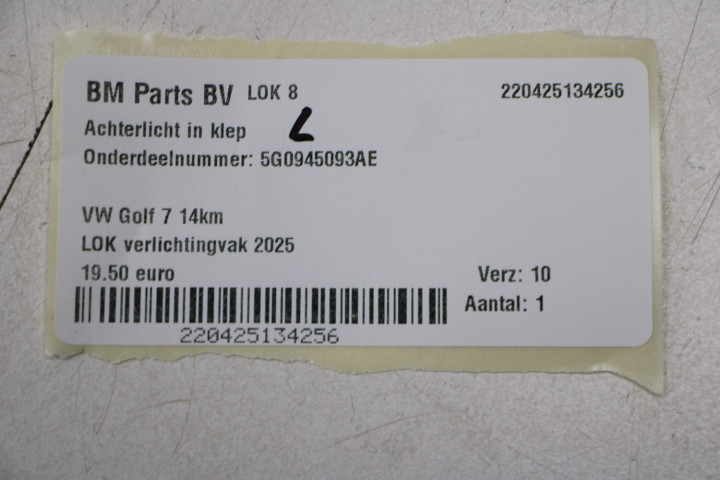 BM Parts BV LOK 8 220425134256
Achterlicht in klep L
Onderdeelnummer: 5G0945093AE
VW Golf 7 14km
LOK verlichtingvak 2025
19.50 euro Verz: 10
Aantal: 1
220425134256